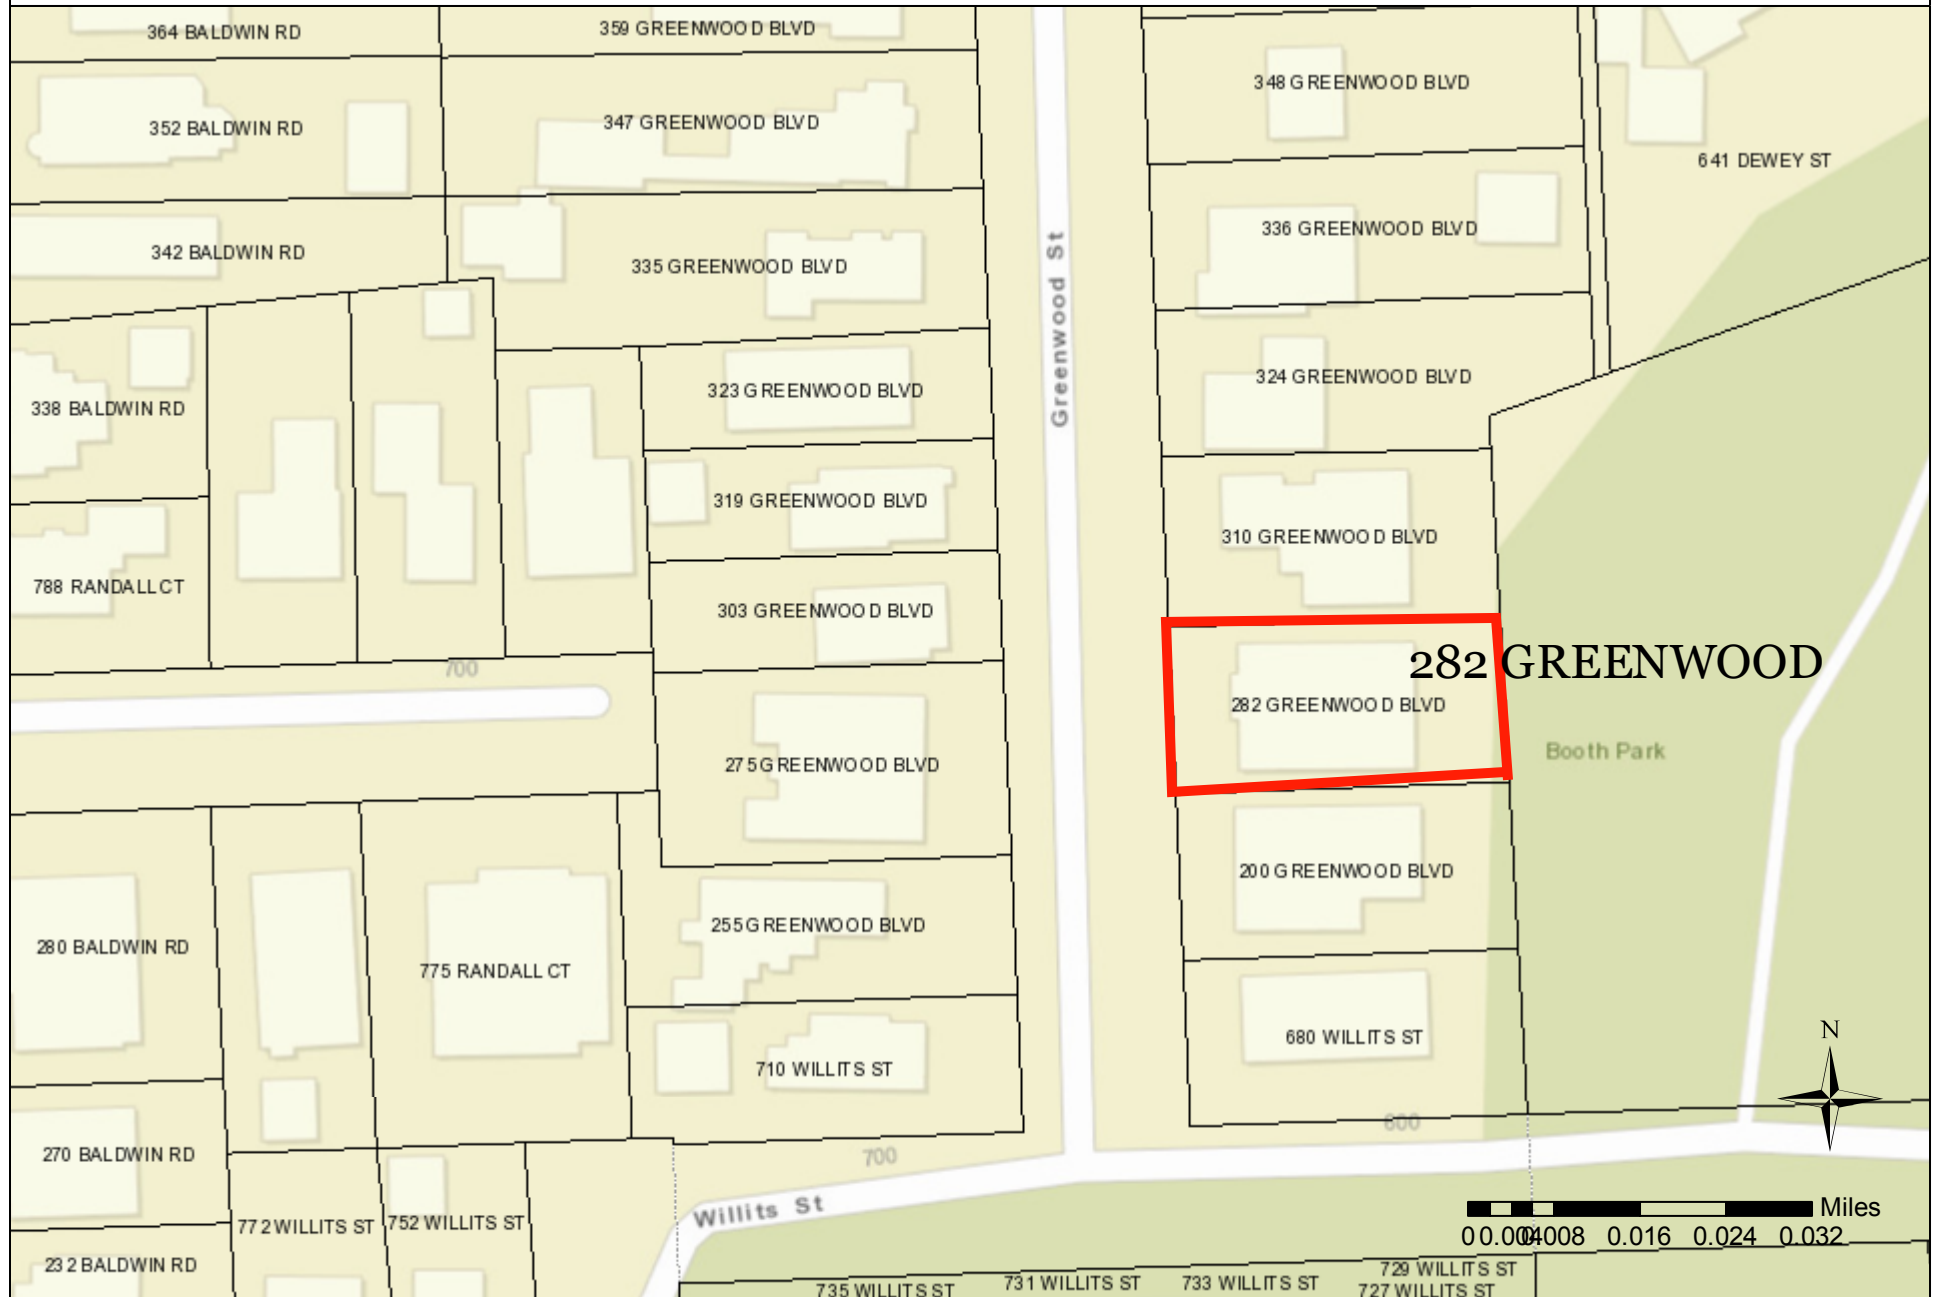 364 BALDWIN RD
359 GREENWOOD BLVD
348 GREENWOOD BLVD
352 BALDWIN RD
347 GREENWOOD BLVD
641 DEWEY ST
342 BALDWIN RD
335 GREENWOOD BLVD
Greenwood St
336 GREENWOOD BLVD
338 BALDWIN RD
323 GREENWOOD BLVD
324 GREENWOOD BLVD
319 GREENWOOD BLVD
310 GREENWOOD BLVD
788 RANDALL CT
303 GREENWOOD BLVD
700
282 GREENWOOD
282 GREENWOOD BLVD
275 GREENWOOD BLVD
Booth Park
200 GREENWOOD BLVD
280 BALDWIN RD
775 RANDALL CT
255 GREENWOOD BLVD
680 WILLITS ST
N
710 WILLITS ST
600
270 BALDWIN RD
700
772 WILLITS ST
752 WILLITS ST
Willits St
Miles
0 0.004 0.008 0.016 0.024 0.032
232 BALDWIN RD
735 WILLITS ST
731 WILLITS ST
733 WILLITS ST
729 WILLITS ST
727 WILLITS ST